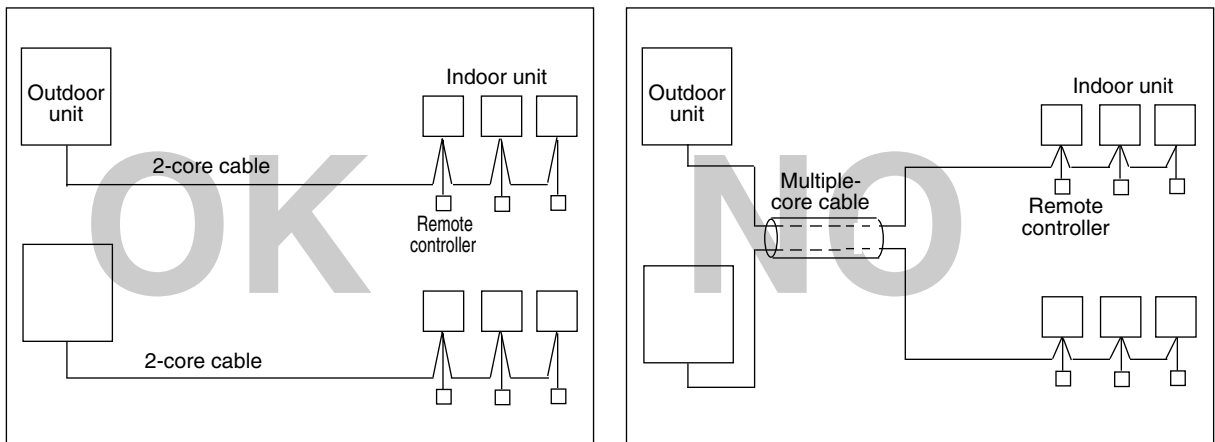 Outdoor
unit
Indoor unit
2-core cable
OK
Remote
controller
2-core cable
Outdoor
unit
Indoor unit
Multiple-
core cable
NO
Remote
controller